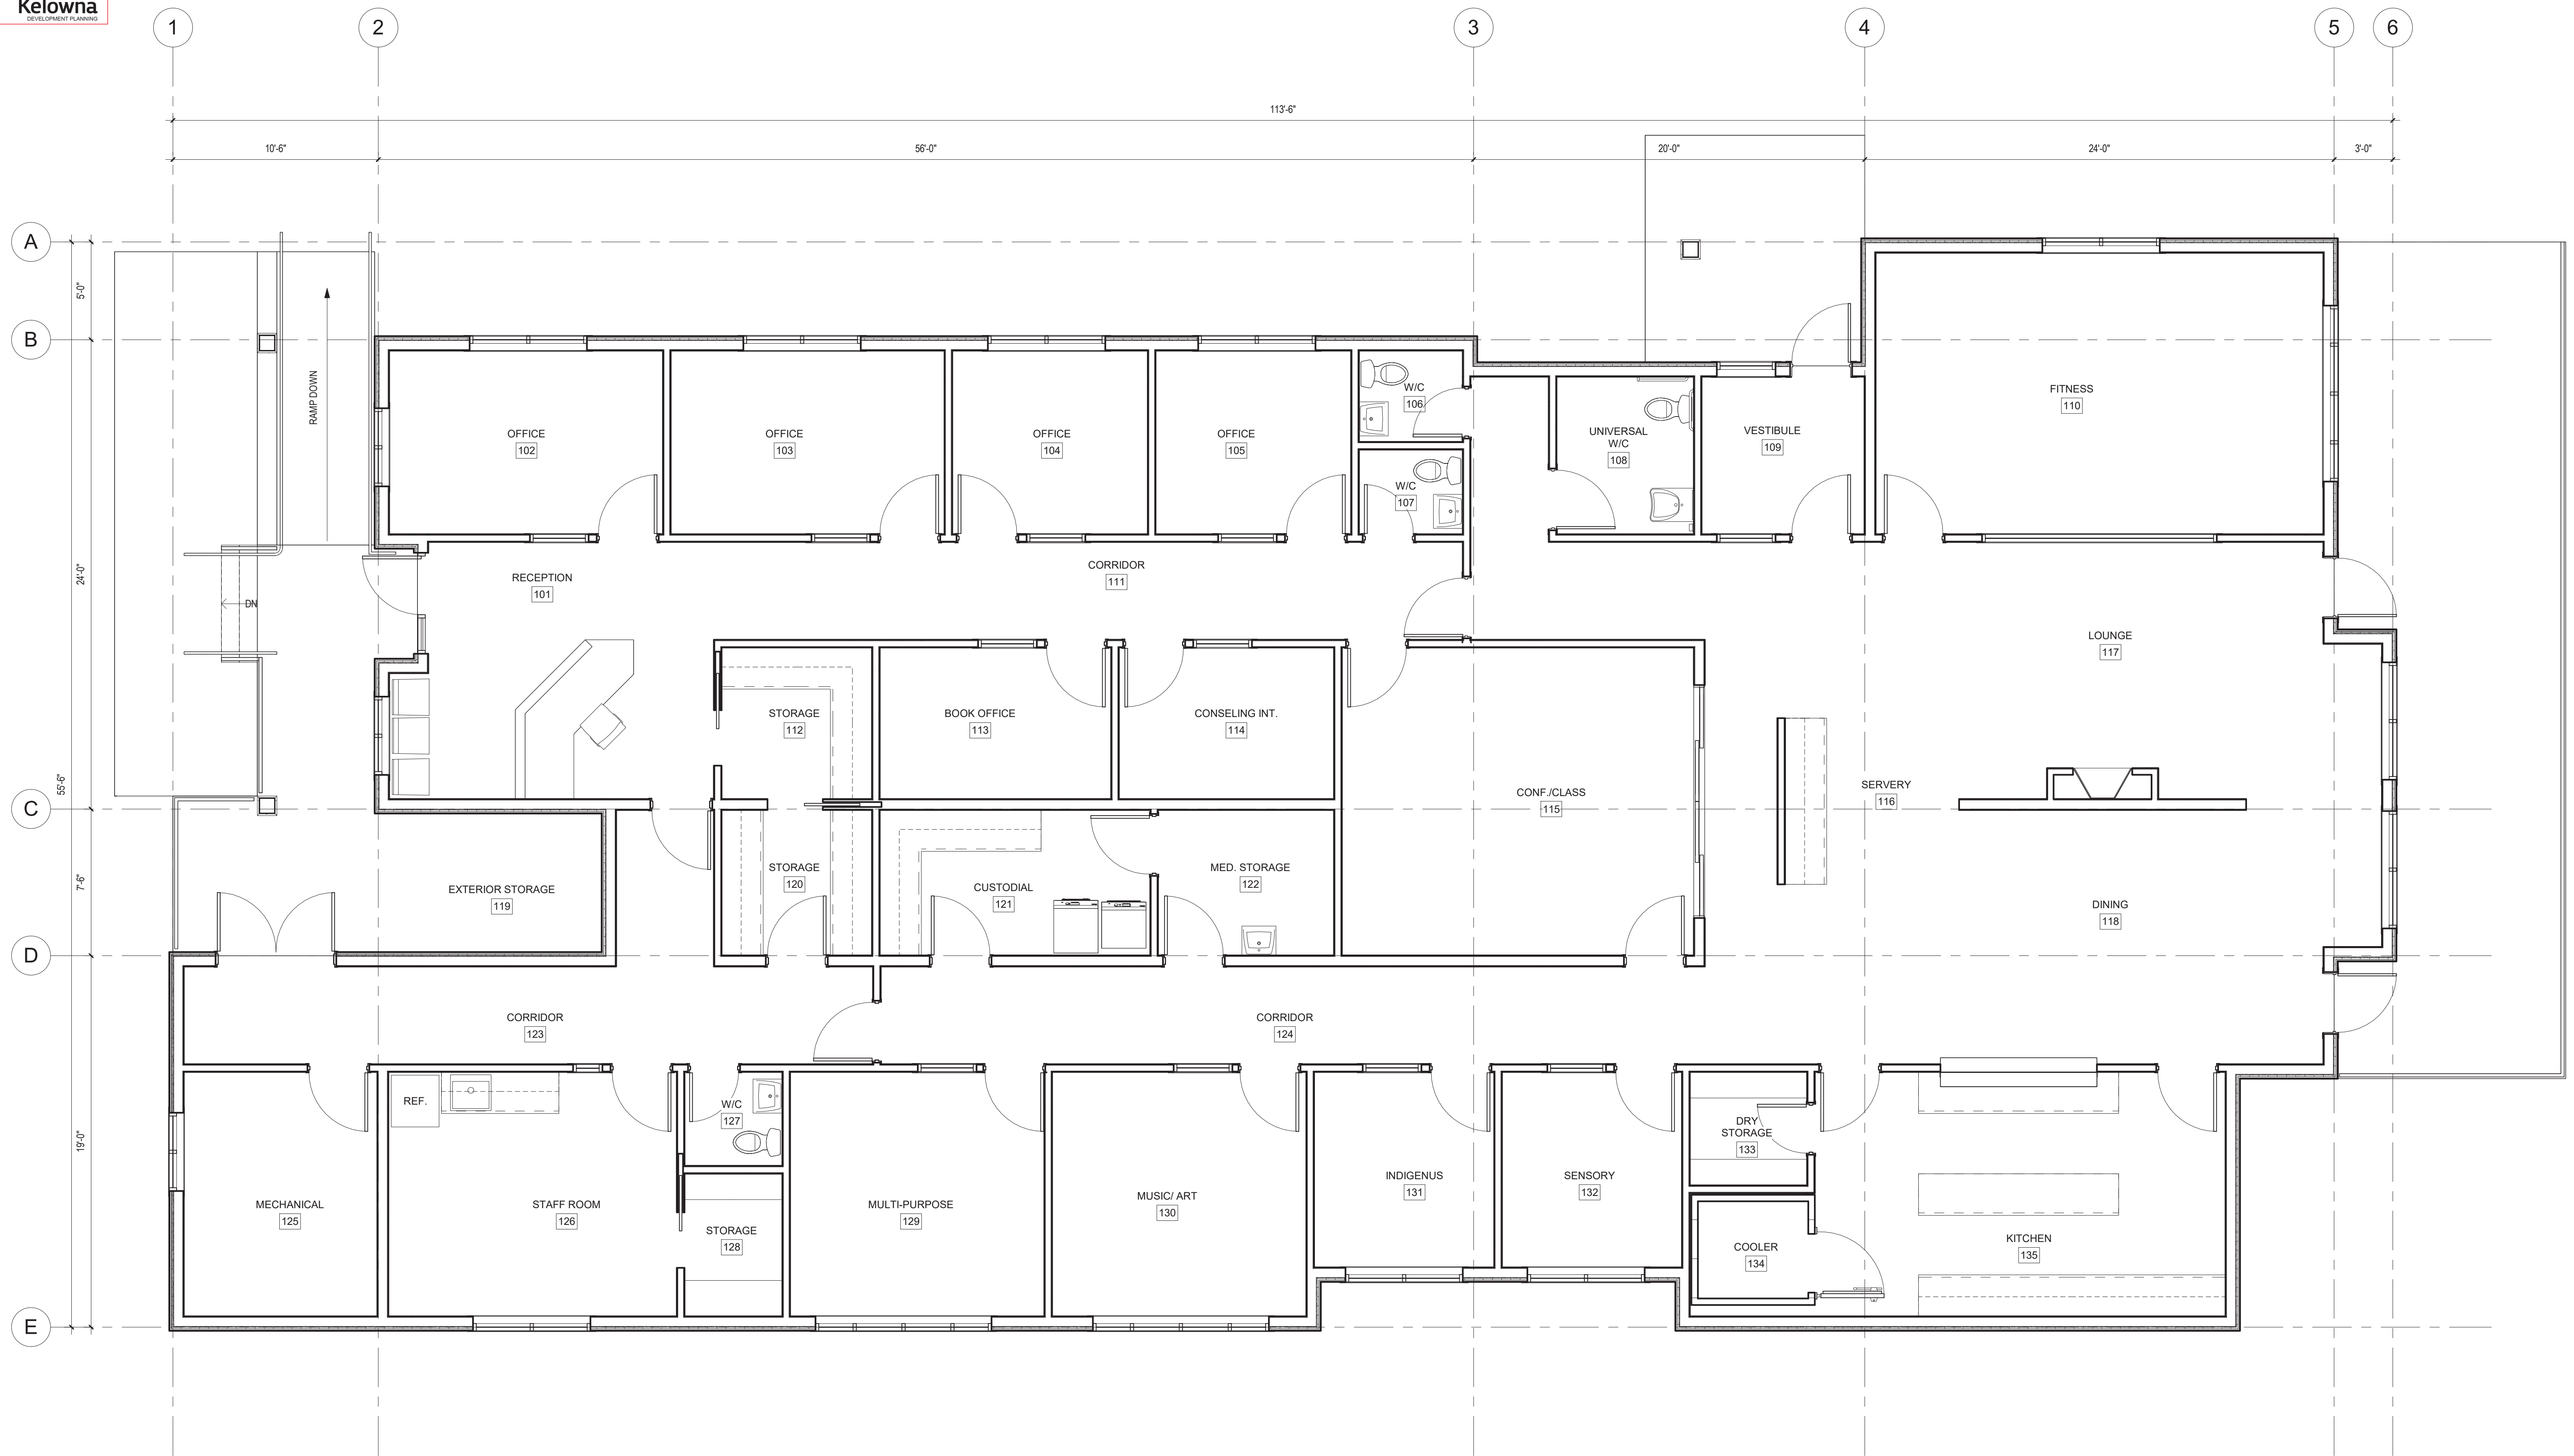 Kelowna
DEVELOPMENT PLANNING
1
2
3
4
5
6
113'-6"
10'-6"
56'-0"
20'-0"
24'-0"
3'-0"
A
B
C
D
E
5'-0"
24'-0"
55'-6"
7'-6"
19'-0"
RAMP DOWN
DN
OFFICE
102
OFFICE
103
OFFICE
104
OFFICE
105
W/C
106
W/C
107
UNIVERSAL
W/C
108
VESTIBULE
109
FITNESS
110
RECEPTION
101
CORRIDOR
111
LOUNGE
117
STORAGE
112
BOOK OFFICE
113
CONSELING INT.
114
CONF./CLASS
115
SERVERY
116
EXTERIOR STORAGE
119
STORAGE
120
CUSTODIAL
121
MED. STORAGE
122
DINING
118
CORRIDOR
123
CORRIDOR
124
REF.
MECHANICAL
125
STAFF ROOM
126
W/C
127
STORAGE
128
MULTI-PURPOSE
129
MUSIC/ ART
130
INDIGENUS
131
SENSORY
132
DRY
STORAGE
133
COOLER
134
KITCHEN
135